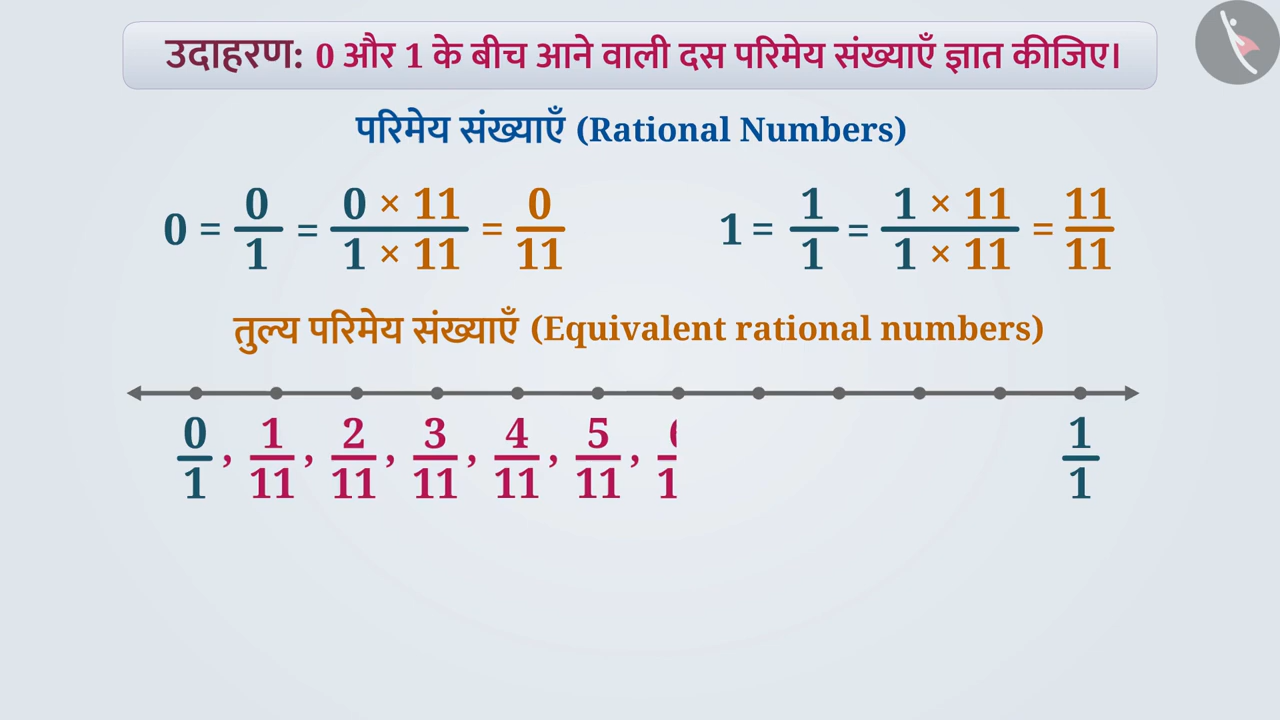 उदाहरण: 0 और 1 के बीच आने वाली दस परिमेय संख्याएँ ज्ञात कीजिए।
परिमेय संख्याएँ (Rational Numbers)
0 = 0/1 = 0 × 11/1 × 11 = 0/11    1 = 1/1 = 1 × 11/1 × 11 = 11/11
तुल्य परिमेय संख्याएँ (Equivalent rational numbers)
0/1, 1/11, 2/11, 3/11, 4/11, 5/11,    1/1